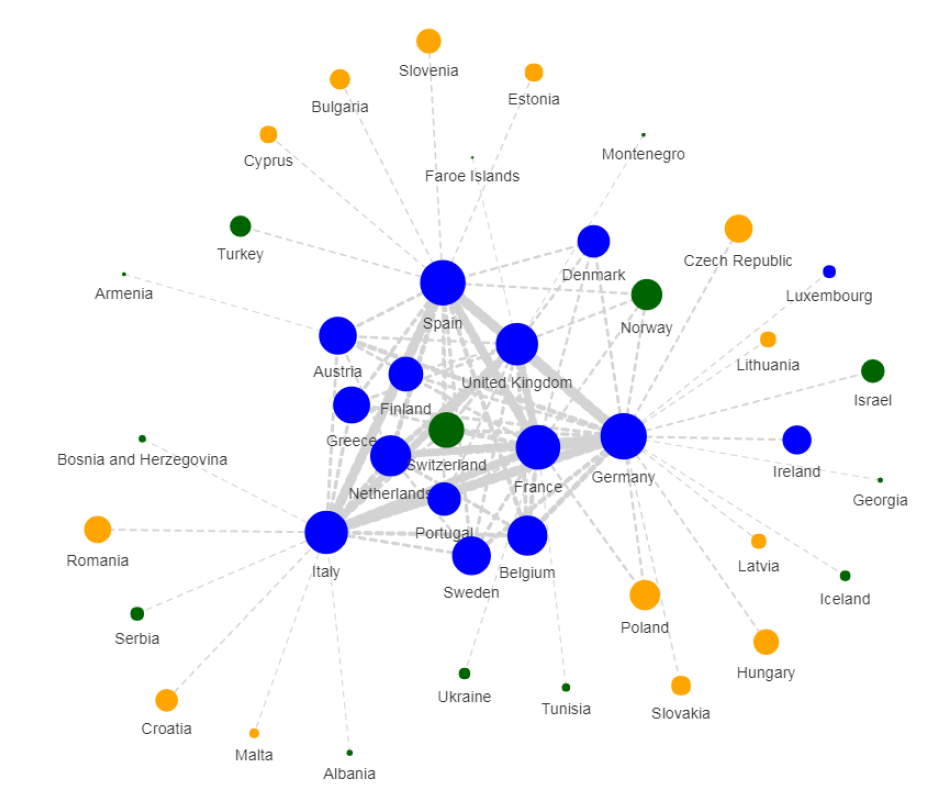 Slovenia
Estonia
Bulgaria
Montenegro
Cyprus
Faroe Islands
Turkey
Czech Republic
Denmark
Armenia
Luxembourg
Spain
Norway
Lithuania
Austria
United Kingdom
Israel
Finland
Greece
Bosnia and Herzegovina
Switzerland
Ireland
Germany
France
Netherlands
Georgia
Portugal
Romania
Italy
Belgium
Latvia
Sweden
Iceland
Poland
Serbia
Hungary
Ukraine
Tunisia
Slovakia
Croatia
Malta
Albania